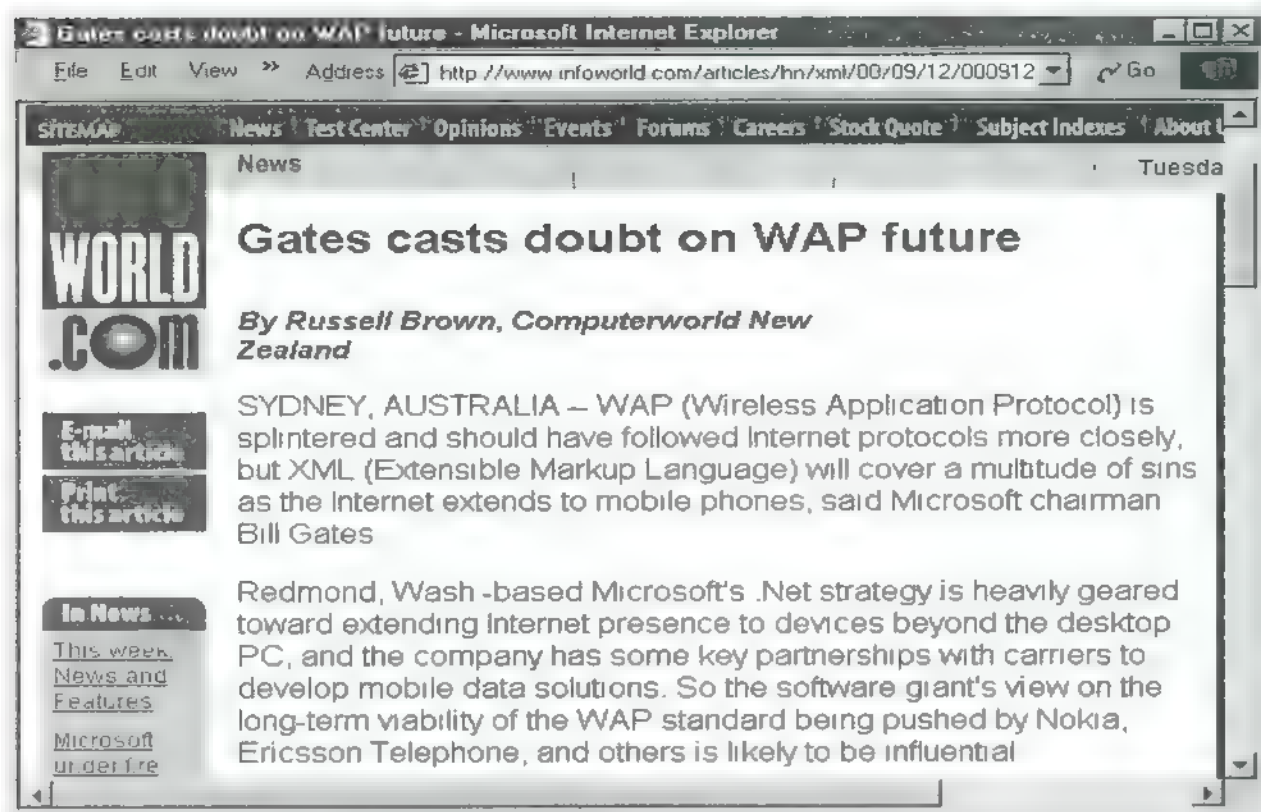 Gates casts doubt on WAP future - Microsoft Internet Explorer
File Edit View >> Address http //www infoworld com/articles/hn/xml/00/09/12/000912 Go
SITEMAP News Test Center Opinions Events Forums Careers Stock Quote Subject Indexes About U
News Tuesda
WORLD
.COM
Gates casts doubt on WAP future
By Russell Brown, Computerworld New
Zealand
SYDNEY, AUSTRALIA – WAP (Wireless Application Protocol) is
splintered and should have followed Internet protocols more closely,
but XML (Extensible Markup Language) will cover a multitude of sins
as the Internet extends to mobile phones, said Microsoft chairman
Bill Gates
E-mail
this article
Print
this article
Redmond, Wash -based Microsoft's .Net strategy is heavily geared
toward extending Internet presence to devices beyond the desktop
PC, and the company has some key partnerships with carriers to
develop mobile data solutions. So the software giant's view on the
long-term viability of the WAP standard being pushed by Nokia,
Ericsson Telephone, and others is likely to be influential
In News
This week,
News and
Features
Microsoft
under fire